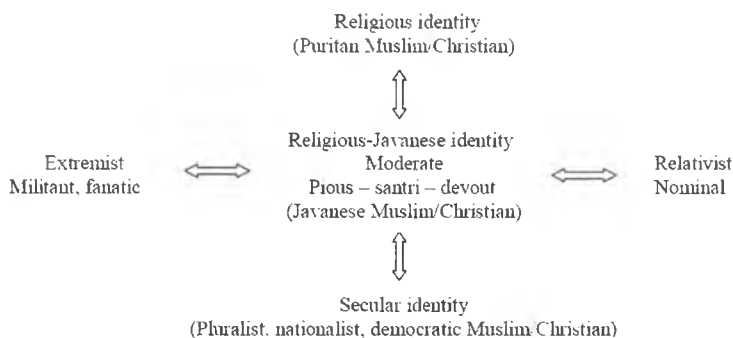 Religious identity
(Puritan Muslim/Christian)
Religious-Javanese identity
Moderate
Pious – santri – devout
(Javanese Muslim/Christian)
Extremist
Militant, fanatic
Relativist
Nominal
Secular identity
(Pluralist, nationalist, democratic Muslim/Christian)